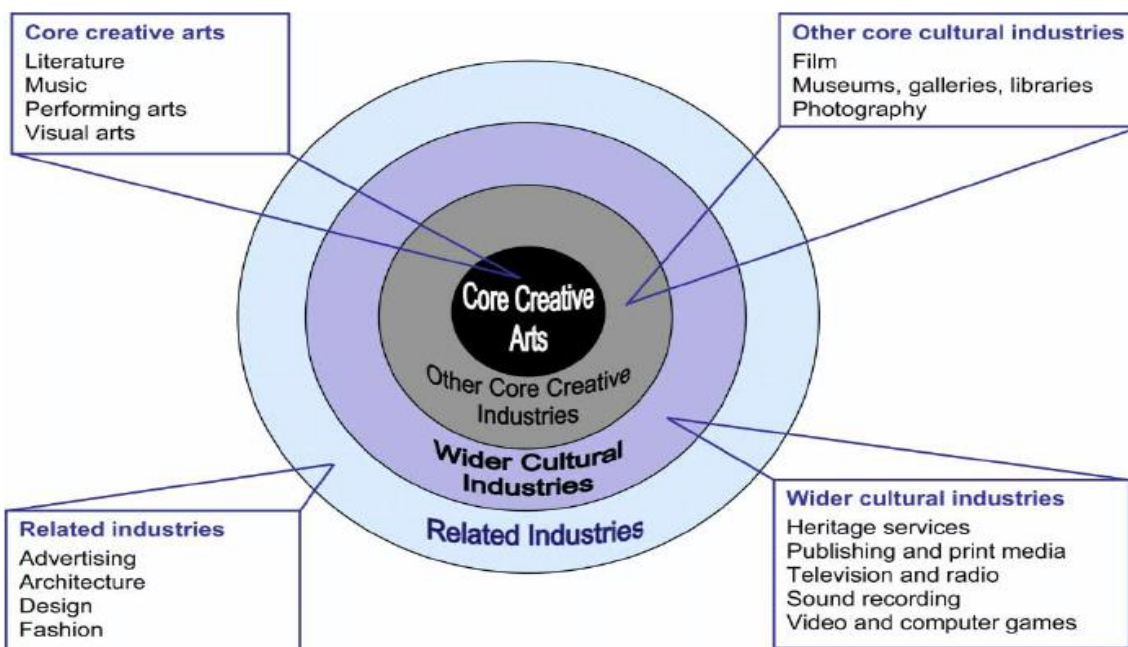 Core creative arts
Literature
Music
Performing arts
Visual arts
Other core cultural industries
Film
Museums, galleries, libraries
Photography
Core Creative
Arts
Other Core Creative
Industries
Wider Cultural
Industries
Related Industries
Related industries
Advertising
Architecture
Design
Fashion
Wider cultural industries
Heritage services
Publishing and print media
Television and radio
Sound recording
Video and computer games